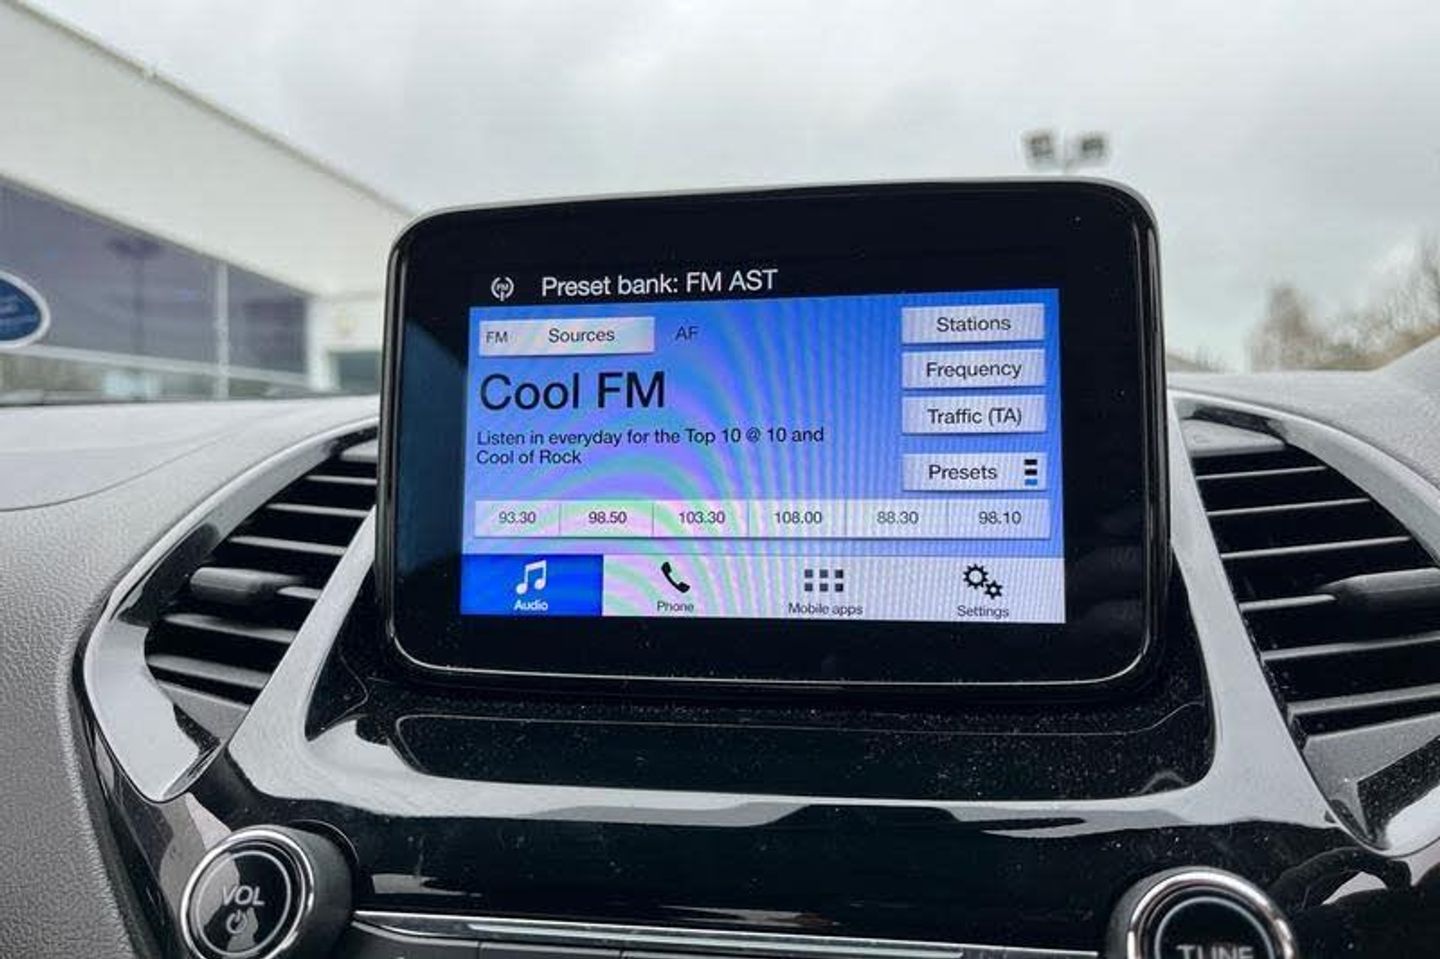 FM Preset bank: FM AST
FM Sources AF
Stations
Cool FM
Frequency
Listen in everyday for the Top 10 @ 10 and
Cool of Rock
Traffic (TA)
Presets
93.30 98.50 103.30 108.00 88.30 98.10
Audio Phone Mobile apps Settings
VOL
TUNE